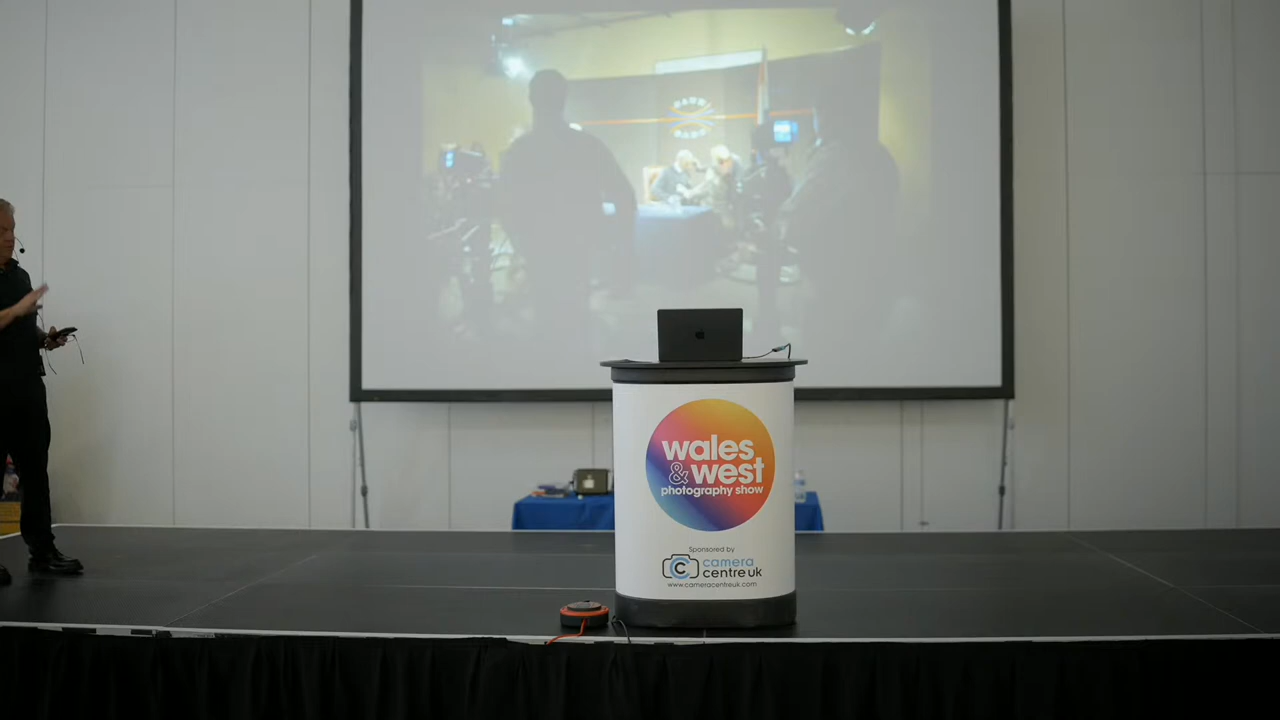 wales
& west
photography show
Sponsored by
camera
centre uk
www.cameracentreuk.com